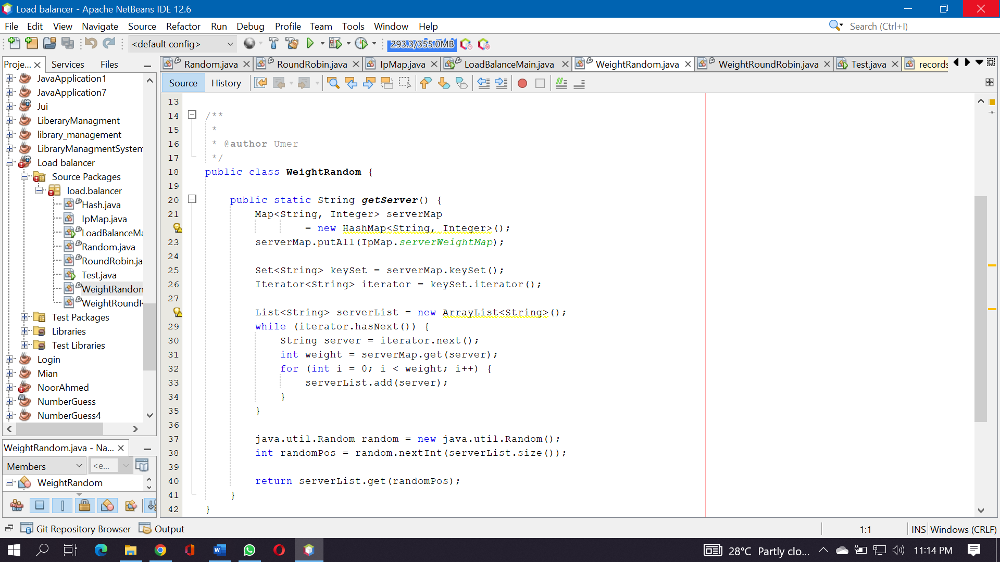 Load balancer - Apache NetBeans IDE 12.6
File Edit View Navigate Source Refactor Run Debug Profile Team Tools Window Help
Search (Ctrl+I)
<default config>
293.3/355.0MB
Proje... Services Files
Random.java RoundRobin.java IpMap.java LoadBalanceMain.java WeightRandom.java WeightRoundRobin.java Test.java records
Source History
JavaApplication1
JavaApplication7
Jui
LiberaryManagment
library_management
LibraryManagmentSystem
Load balancer
Source Packages
load.balancer
Hash.java
IpMap.java
LoadBalanceMa
Random.java
RoundRobin.ja
Test.java
WeightRandon
WeightRoundR
Test Packages
Libraries
Test Libraries
Login
Mian
NoorAhmed
NumberGuess
NumberGuess4
WeightRandom.java - Na...
Members <e...
WeightRandom
13
14 /**
15 *
16 * @author Umer
17 */
18 public class WeightRandom {
19
20 public static String getServer() {
21 Map<String, Integer> serverMap
= new HashMap<String, Integer>();
23 serverMap.putAll(IpMap.serverWeightMap);
24
25 Set<String> keySet = serverMap.keySet();
26 Iterator<String> iterator = keySet.iterator();
27
List<String> serverList = new ArrayList<String>();
29 while (iterator.hasNext()) {
30 String server = iterator.next();
31 int weight = serverMap.get(server);
32 for (int i = 0; i < weight; i++) {
33 serverList.add(server);
34 }
35 }
36
37 java.util.Random random = new java.util.Random();
38 int randomPos = random.nextInt(serverList.size());
39
40 return serverList.get(randomPos);
41 }
42 }
Git Repository Browser Output
1:1 INS Windows (CRLF)
28°C Partly clo... 11:14 PM